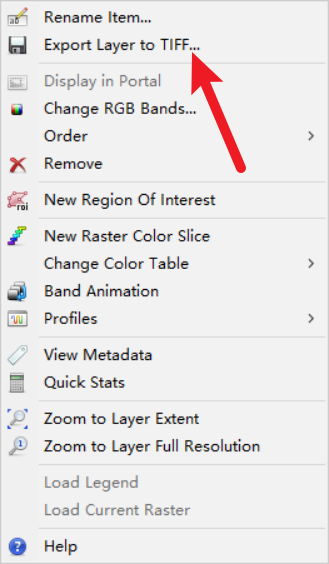 Rename Item...
Export Layer to TIFF...
Display in Portal
Change RGB Bands...
Order
Remove
roi
New Region Of Interest
New Raster Color Slice
Change Color Table
Band Animation
Profiles
View Metadata
Quick Stats
Zoom to Layer Extent
1
Zoom to Layer Full Resolution
Load Legend
Load Current Raster
?
Help